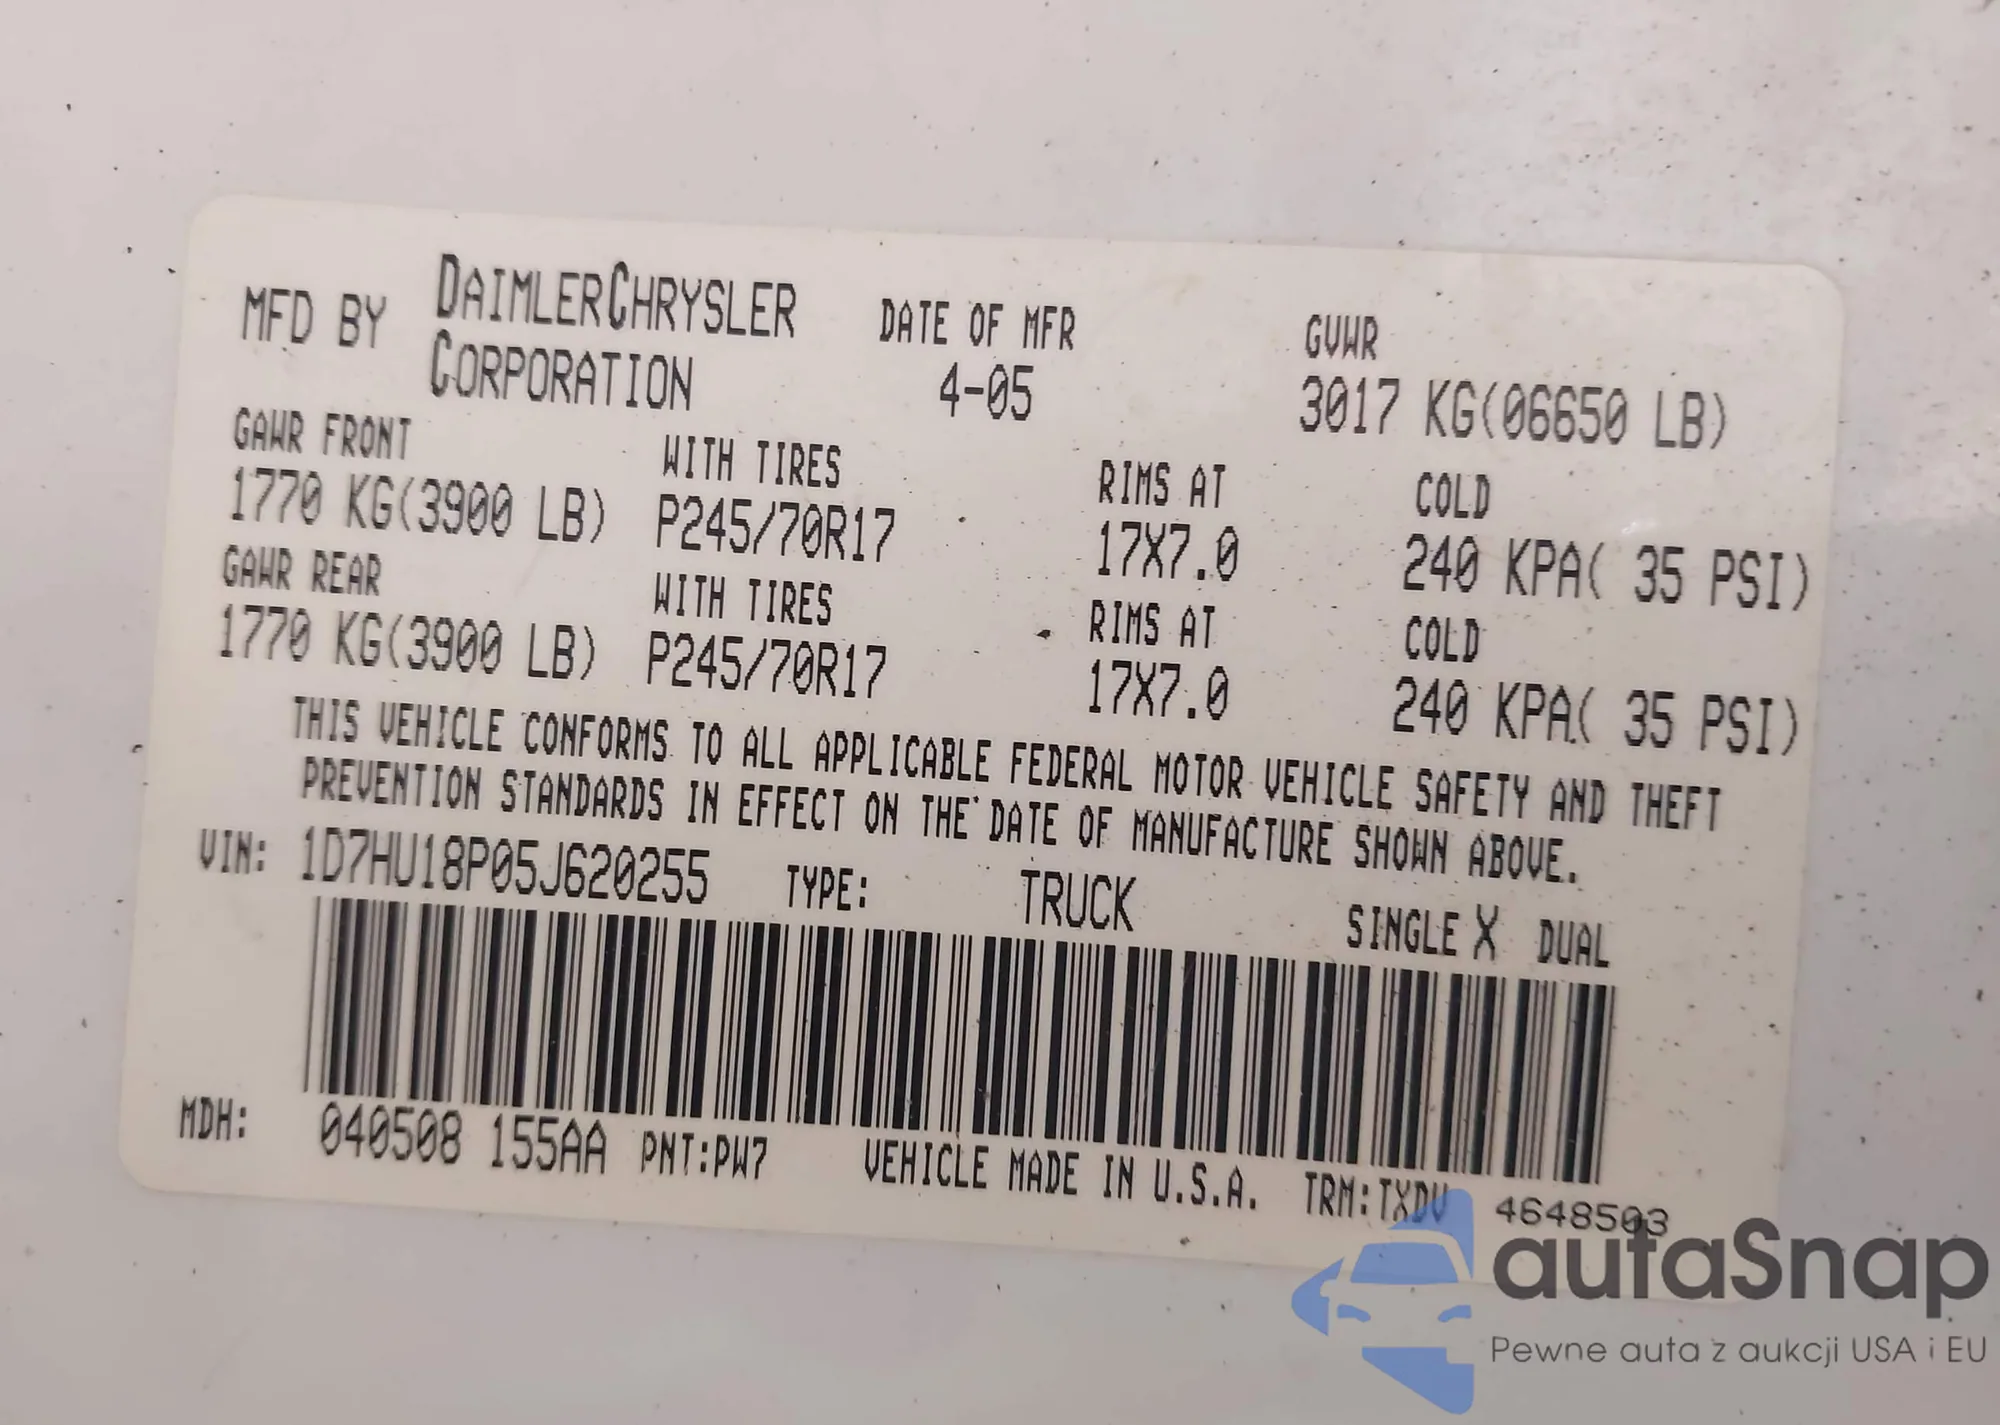 MFD BY DAIMLERCHRYSLER CORPORATION DATE OF MFR 4-05 GVWR 3017 KG(06650 LB)
GAWR FRONT WITH TIRES RIMS AT COLD
1770 KG(3900 LB) P245/70R17 17X7.0 240 KPA( 35 PSI)
GAWR REAR WITH TIRES RIMS AT COLD
1770 KG(3900 LB) P245/70R17 17X7.0 240 KPA( 35 PSI)
THIS VEHICLE CONFORMS TO ALL APPLICABLE FEDERAL MOTOR VEHICLE SAFETY AND THEFT
PREVENTION STANDARDS IN EFFECT ON THE DATE OF MANUFACTURE SHOWN ABOVE.
VIN: 1D7HU18P05J620255 TYPE: TRUCK SINGLE X DUAL
MDH: 040508 155AA PNT:PW7 VEHICLE MADE IN U.S.A. TRM:TXDV 4648503
autaSnap
Pewne auta z aukcji USA i EU